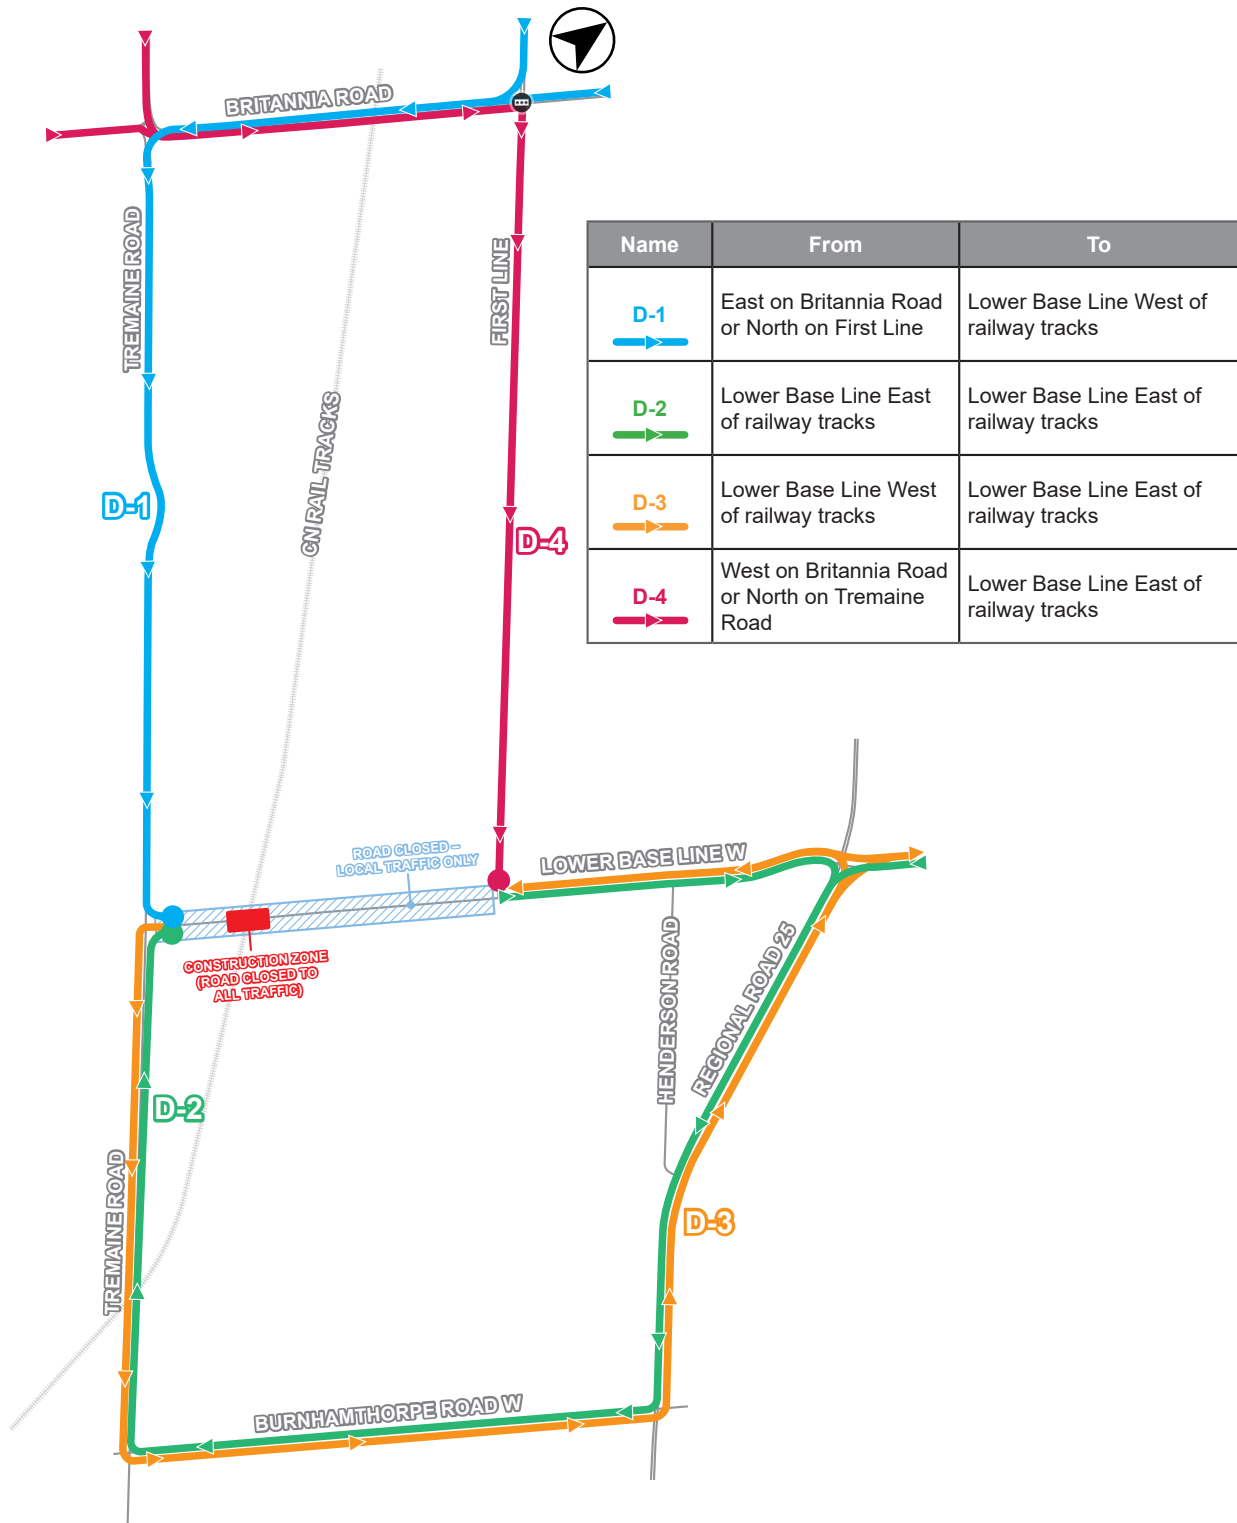 BRITANNIA ROAD
TREMAINE ROAD
FIRST LINE
CN RAIL TRACKS
Name From To
D-1
East on Britannia Road
or North on First Line
Lower Base Line West of
railway tracks
D-2
Lower Base Line East
of railway tracks
Lower Base Line East of
railway tracks
D-3
Lower Base Line West
of railway tracks
Lower Base Line East of
railway tracks
D-4
West on Britannia Road
or North on Tremaine
Road
Lower Base Line East of
railway tracks
D-1
D-4
ROAD CLOSED –
LOCAL TRAFFIC ONLY
LOWER BASE LINE W
CONSTRUCTION ZONE
(ROAD CLOSED TO
ALL TRAFFIC)
HENDERSON ROAD
REGIONAL ROAD 25
D-2
TREMAINE ROAD
D-3
BURNHAMTHORPE ROAD W